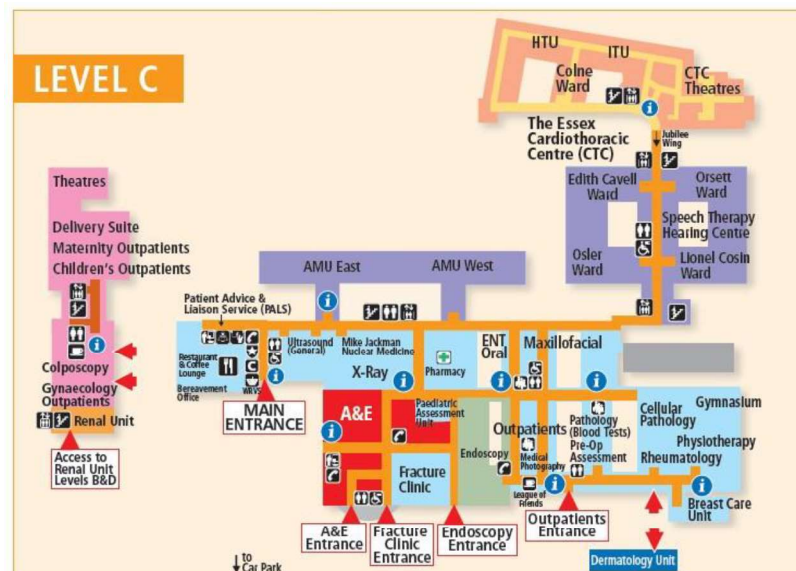 LEVEL C
HTU
ITU
Colne
Ward
CTC
Theatres
The Essex
Cardiothoracic
Centre (CTC)
Jubilee
Wing
Edith Cavell
Ward
Orsett
Ward
Speech Therapy
Hearing Centre
Osler
Ward
Lionel Cosin
Ward
Theatres
Delivery Suite
Maternity Outpatients
Children's Outpatients
Colposcopy
Gynaecology
Outpatients
Renal Unit
Access to
Renal Unit
Levels B&D
AMU East
AMU West
Patient Advice &
Liaison Service (PALS)
Restaurant
& Coffee
Lounge
Bereavement
Office
WRVS
Ultrasound
(General)
Mike Jackman
Nuclear Medicine
X-Ray
Pharmacy
ENT
Oral
Maxillofacial
MAIN
ENTRANCE
A&E
Paediatric
Assessment
Unit
Fracture
Clinic
Endoscopy
Outpatients
Medical
Photography
League of
Friends
Pathology
(Blood Tests)
Pre-Op
Assessment
Cellular
Pathology
Gymnasium
Physiotherapy
Rheumatology
Breast Care
Unit
A&E
Entrance
Fracture
Clinic
Entrance
Endoscopy
Entrance
Outpatients
Entrance
Dermatology Unit
to
Car Park